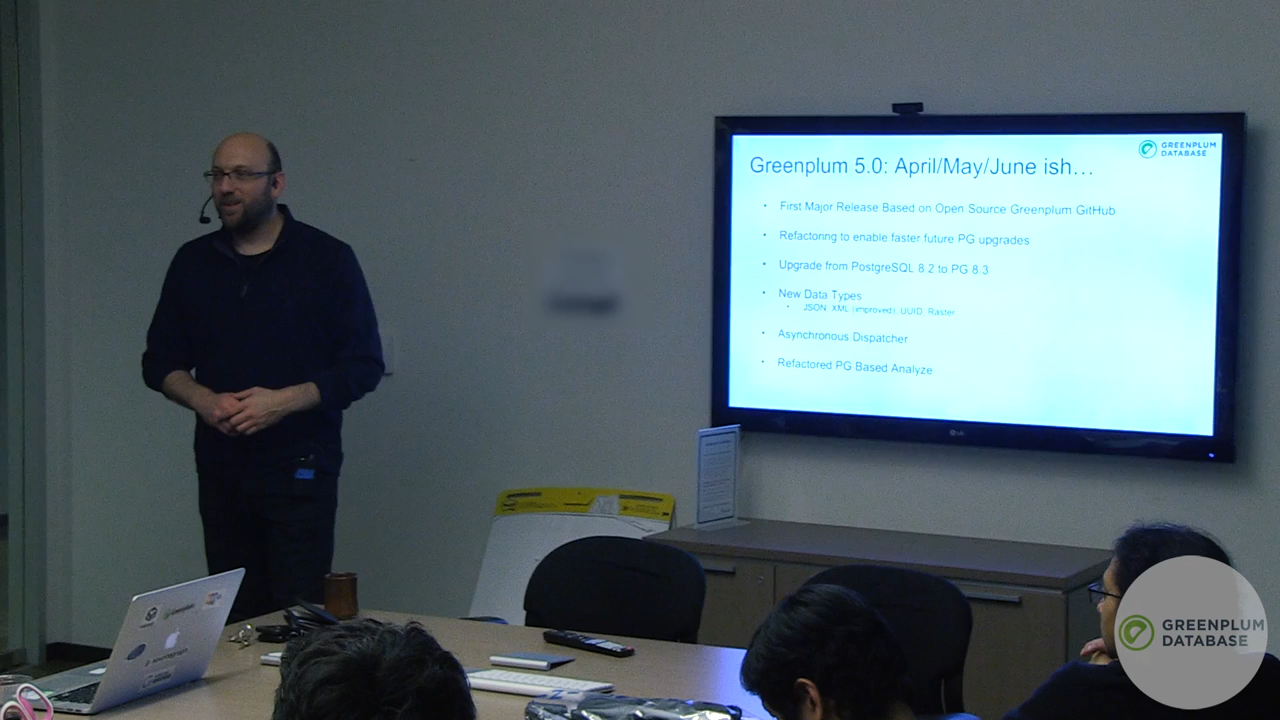 GREENPLUM
DATABASE
Greenplum 5.0: April/May/June ish…
First Major Release Based on Open Source Greenplum GitHub
Refactoring to enable faster future PG upgrades
Upgrade from PostgreSQL 8.2 to PG 8.3
New Data Types
JSON, XML (improved), UUID, Raster
Asynchronous Dispatcher
Refactored PG Based Analyze
LG
GREENPLUM
DATABASE